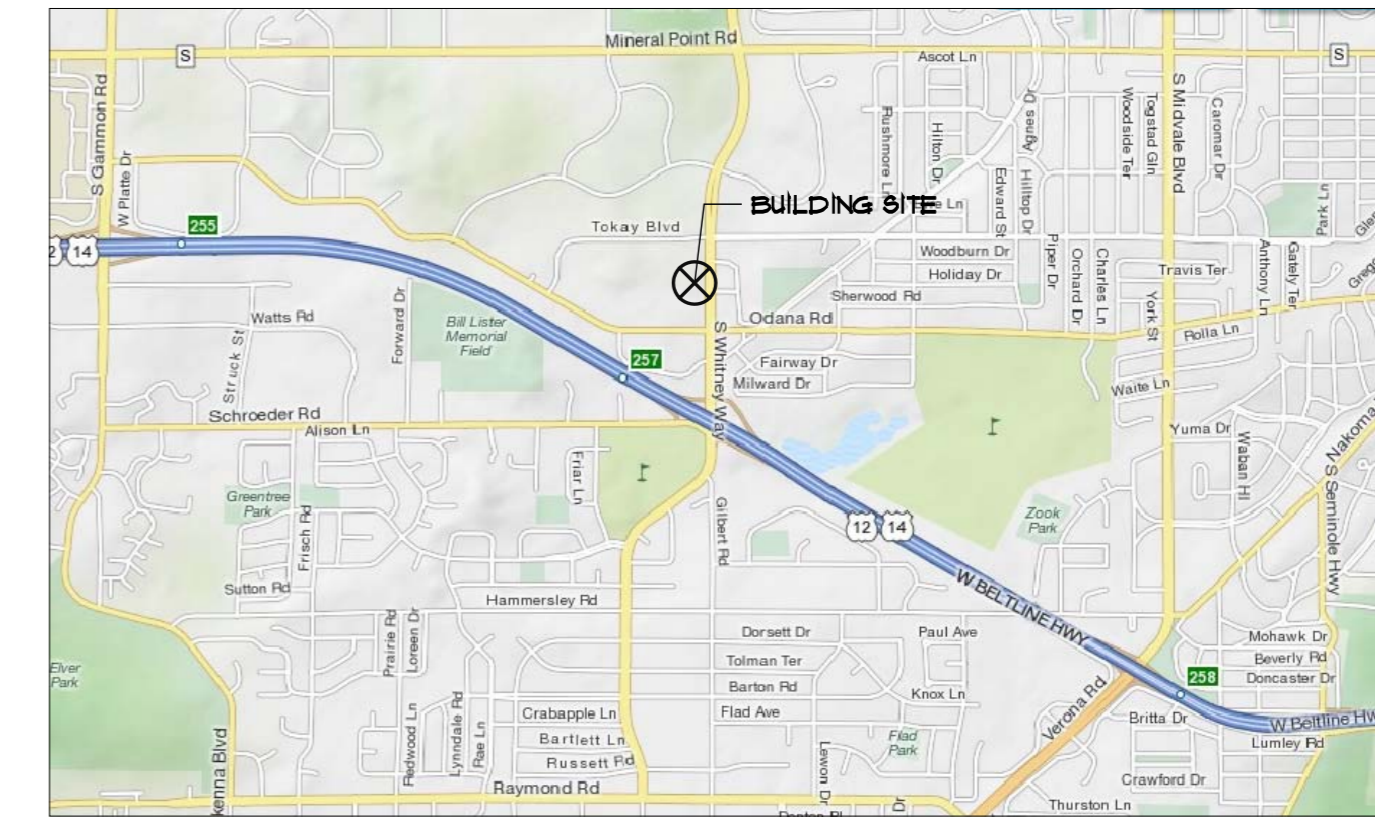 Mineral Point Rd
S
S
Ascot Ln
S Gammon Rd
W Platte Dr
Rushmore
Hilton Dr
Agnes Dr
Woodside Ter
Togstad Gln
S Midvale Blvd
Caromar Dr
Edward St
Hilltop Dr
Park Ln
BUILDING SITE
Ln
255
Tokay Blvd
14
Woodburn Dr
Holiday Dr
Sherwood Rd
Piper Dr
Orchard Dr
Charles Ln
Travis Ter
York St
Anthony Ln
Gately Ter
Watts Rd
Struck St
Forward Dr
Bill Lister
Memorial
Field
Odana Rd
Rolla Ln
S Whitney Way
257
Fairway Dr
Milward Dr
Waite Ln
Schroeder Rd
Alison Ln
Yuma Dr
Waban Hl
Nakoma
S Seminole Hwy
Friar Ln
Greentree
Park
Frisch Rd
Gilbert Rd
12
14
Zook
Park
Sutton Rd
Hammersley Rd
W BELTLINE HWY
Prairie Rd
Loreen Dr
Dorsett Dr
Paul Ave
Mohawk Dr
Tolman Ter
Beverly Rd
Elver
Park
Barton Rd
Knox Ln
258
Doncaster Dr
Verona Rd
Redwood Ln
Lynndale Rd
Rae Ln
Crabapple Ln
Flad Ave
Britta Dr
W Beltline Hw
Bartlett Ln
Flad
Park
Lumley Rd
Russett Rd
Lewon Dr
Raymond Rd
Dr
Crawford Dr
kenna Blvd
Thurston Ln